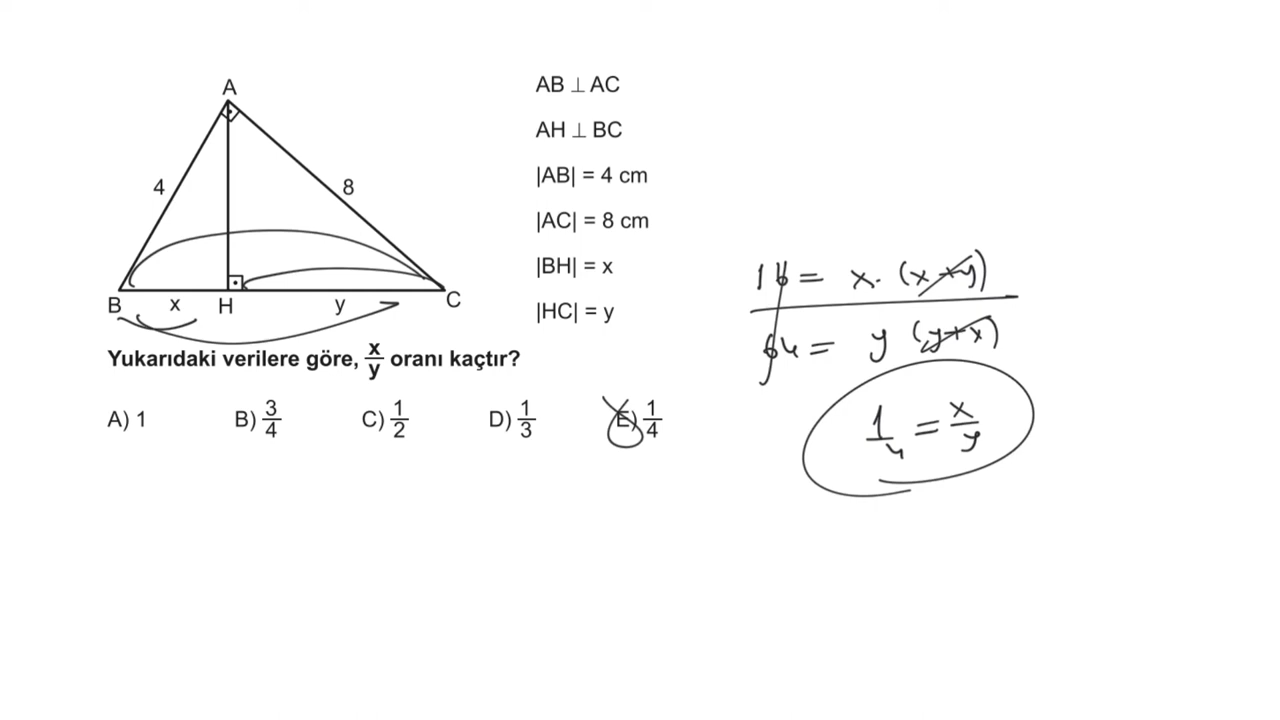 A
4
8
B
x
H
y
C
AB ⊥ AC
AH ⊥ BC
|AB| = 4 cm
|AC| = 8 cm
|BH| = x
|HC| = y
Yukarıdaki verilere göre, x/y oranı kaçtır?
A) 1 B) 3/4 C) 1/2 D) 1/3 E) 1/4
16 = x. (x+y)
64 = y (y+x)
1/4 = x/y